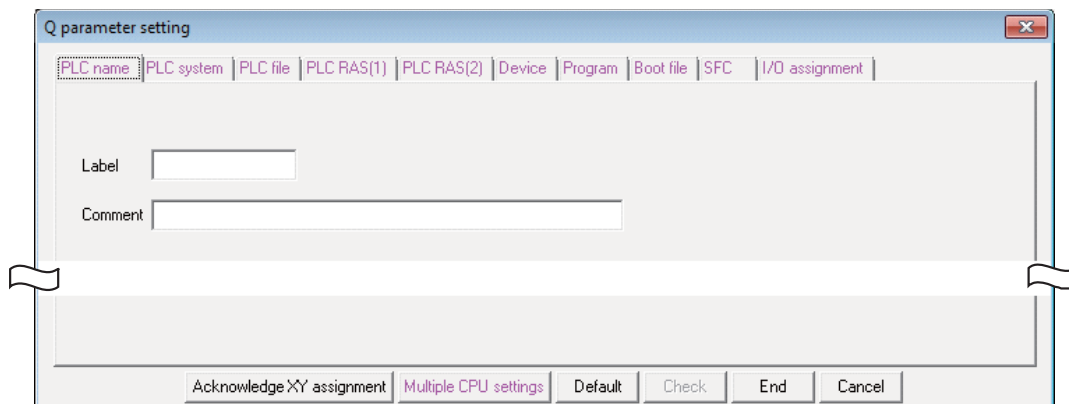 Q parameter setting
PLC name PLC system PLC file PLC RAS(1) PLC RAS(2) Device Program Boot file SFC I/O assignment
Label
Comment
Acknowledge XY assignment Multiple CPU settings Default Check End Cancel